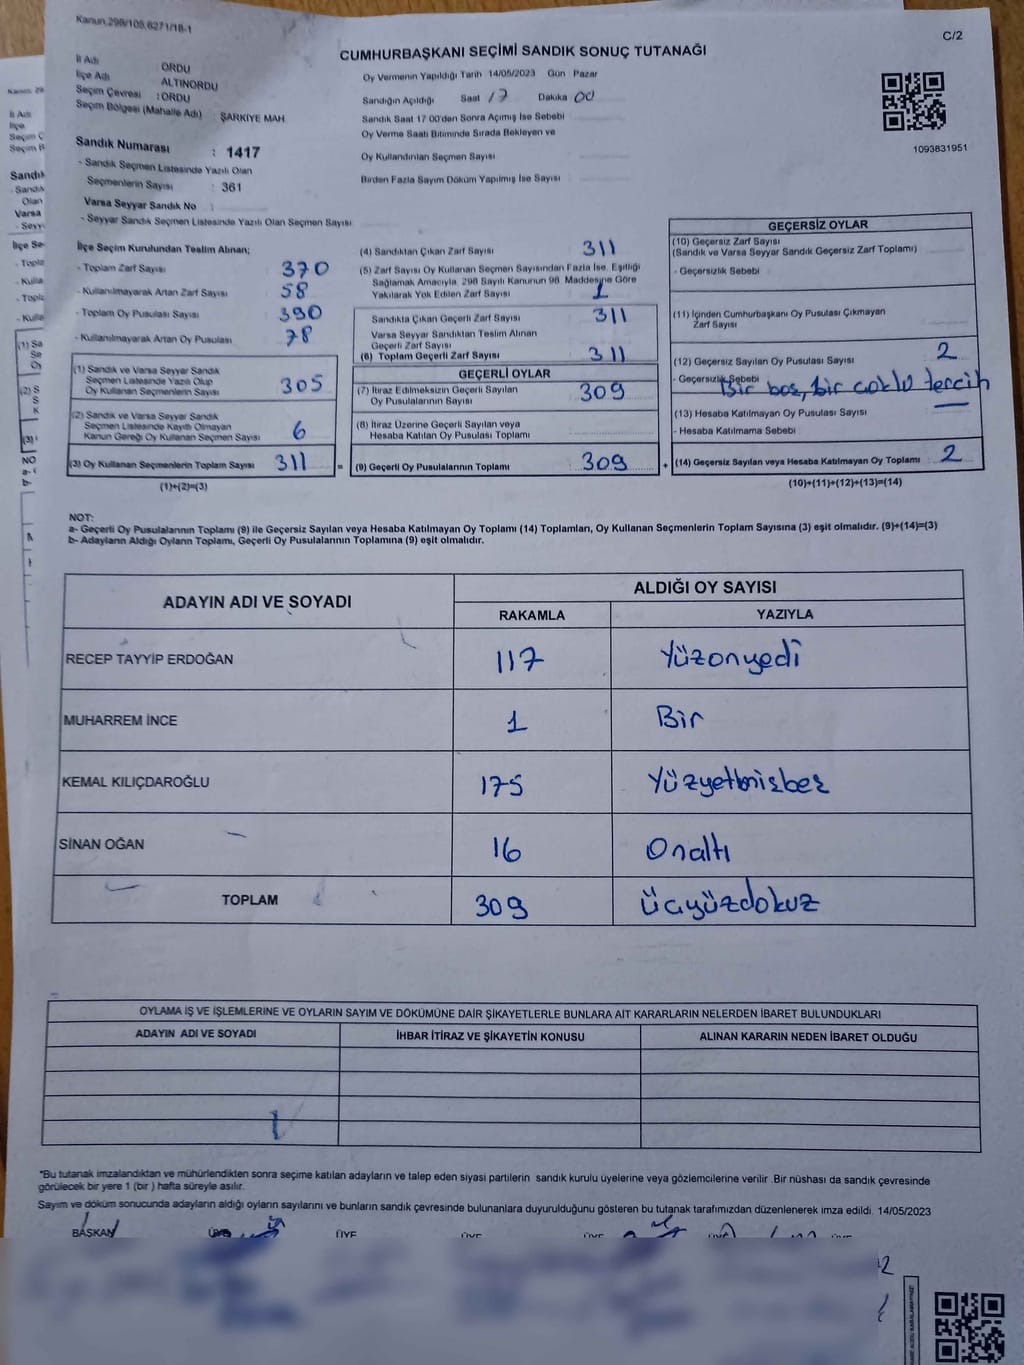 Kanun.298/105,6271/18-1
C/2
CUMHURBAŞKANI SEÇİMİ SANDIK SONUÇ TUTANAĞI
İl Adı ORDU
İlçe Adı ALTINORDU
Seçim Çevresi : ORDU
Seçim Bölgesi (Mahalle Adı) ŞARKİYE MAH.
Oy Vermenin Yapıldığı Tarih 14/05/2023 Gün Pazar
Sandığın Açıldığı Saat 17 Dakika 00
Sandık Saat 17:00'den Sonra Açımış İse Sebebi
Oy Verme Saati Bitiminde Sırada Bekleyen ve
Oy Kullandırılan Seçmen Sayısı
Birden Fazla Sayım Döküm Yapılmış İse Sayısı
1093831951
Sandık Numarası : 1417
- Sandık Seçmen Listesinde Yazılı Olan
Seçmenlerin Sayısı : 361
Varsa Seyyar Sandık No :
- Seyyar Sandık Seçmen Listesinde Yazılı Olan Seçmen Sayısı
İlçe Seçim Kurulundan Teslim Alınan;
- Toplam Zarf Sayısı 370
- Kullanılmayarak Artan Zarf Sayısı 58
- Toplam Oy Pusulası Sayısı 390
- Kullanılmayarak Artan Oy Pusulası 78
(1) Sandık ve Varsa Seyyar Sandık
Seçmen Listesinde Yazılı Olup
Oy Kullanan Seçmenlerin Sayısı 305
(2) Sandık ve Varsa Seyyar Sandık
Seçmen Listesinde Kayıtlı Olmayan
Kanun Gereği Oy Kullanan Seçmen Sayısı 6
(3) Oy Kullanan Seçmenlerin Toplam Sayısı 311
(1)+(2)=(3)
(4) Sandıktan Çıkan Zarf Sayısı 311
(5) Zarf Sayısı Oy Kullanan Seçmen Sayısından Fazla İse, Eşitliği
Sağlamak Amacıyla, 298 Sayılı Kanunun 98. Maddesine Göre
Yakılarak Yok Edilen Zarf Sayısı 1
Sandıkta Çıkan Geçerli Zarf Sayısı 311
Varsa Seyyar Sandıktan Teslim Alınan
Geçerli Zarf Sayısı
(6) Toplam Geçerli Zarf Sayısı 311
GEÇERLİ OYLAR
(7) İtiraz Edilmeksizin Geçerli Sayılan
Oy Pusulalarının Sayısı 309
(8) İtiraz Üzerine Geçerli Sayılan veya
Hesaba Katılan Oy Pusulası Toplamı
= (9) Geçerli Oy Pusulalarının Toplamı 309
GEÇERSİZ OYLAR
(10) Geçersiz Zarf Sayısı
(Sandık ve Varsa Seyyar Sandık Geçersiz Zarf Toplamı)
- Geçersizlik Sebebi
(11) İçinden Cumhurbaşkanı Oy Pusulası Çıkmayan
Zarf Sayısı
(12) Geçersiz Sayılan Oy Pusulası Sayısı 2
- Geçersizlik Sebebi Bir boş, bir çoklu tercih
(13) Hesaba Katılmayan Oy Pusulası Sayısı
- Hesaba Katılmama Sebebi
+ (14) Geçersiz Sayılan veya Hesaba Katılmayan Oy Toplamı 2
(10)+(11)+(12)+(13)=(14)
NOT:
a- Geçerli Oy Pusulalarının Toplamı (9) ile Geçersiz Sayılan veya Hesaba Katılmayan Oy Toplamı (14) Toplamları, Oy Kullanan Seçmenlerin Toplam Sayısına (3) eşit olmalıdır. (9)+(14)=(3)
b- Adayların Aldığı Oyların Toplamı, Geçerli Oy Pusulalarının Toplamına (9) eşit olmalıdır.
ADAYIN ADI VE SOYADI ALDIĞI OY SAYISI
RAKAMLA YAZIYLA
RECEP TAYYİP ERDOĞAN 117 Yüzonyedi
MUHARREM İNCE 1 Bir
KEMAL KILIÇDAROĞLU 175 Yüzyetmişbeş
SİNAN OĞAN 16 Onaltı
TOPLAM 309 Üçyüzdokuz
OYLAMA İŞ VE İŞLEMLERİNE VE OYLARIN SAYIM VE DÖKÜMÜNE DAİR ŞİKAYETLERLE BUNLARA AİT KARARLARIN NELERDEN İBARET BULUNDUKLARI
ADAYIN ADI VE SOYADI İHBAR İTİRAZ VE ŞİKAYETİN KONUSU ALINAN KARARIN NEDEN İBARET OLDUĞU
*Bu tutanak imzalandıktan ve mühürlendikten sonra seçime katılan adayların ve talep eden siyasi partilerin sandık kurulu üyelerine veya gözlemcilerine verilir. Bir nüshası da sandık çevresinde
görülecek bir yere 1 (bir ) hafta süreyle asılır.
Sayım ve döküm sonucunda adayların aldığı oyların sayılarını ve bunların sandık çevresinde bulunanlara duyurulduğunu gösteren bu tutanak tarafımızdan düzenlenerek imza edildi. 14/05/2023
BAŞKAN ÜYE ÜYE ÜYE ÜYE ÜYE ÜYE